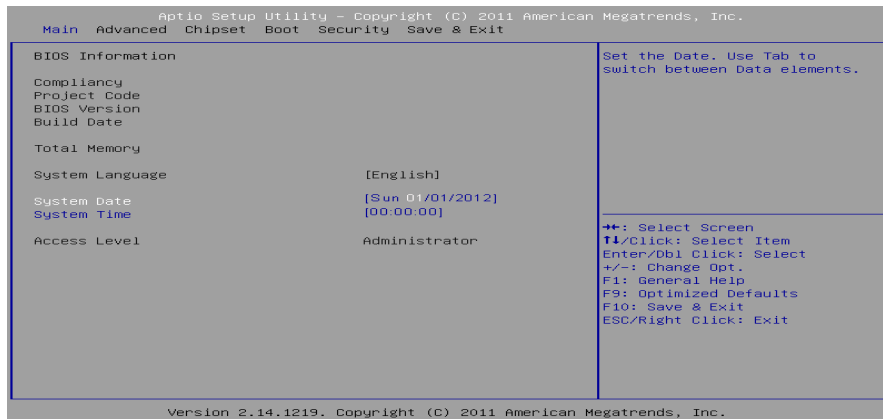 Aptio Setup Utility – Copyright (C) 2011 American Megatrends, Inc.
Main Advanced Chipset Boot Security Save & Exit
BIOS Information
Compliancy
Project Code
BIOS Version
Build Date
Total Memory
System Language [English]
System Date [Sun 01/01/2012]
System Time [00:00:00]
Access Level Administrator
Set the Date. Use Tab to
switch between Data elements.
→←: Select Screen
↑↓/Click: Select Item
Enter/Dbl Click: Select
+/-: Change Opt.
F1: General Help
F9: Optimized Defaults
F10: Save & Exit
ESC/Right Click: Exit
Version 2.14.1219. Copyright (C) 2011 American Megatrends, Inc.